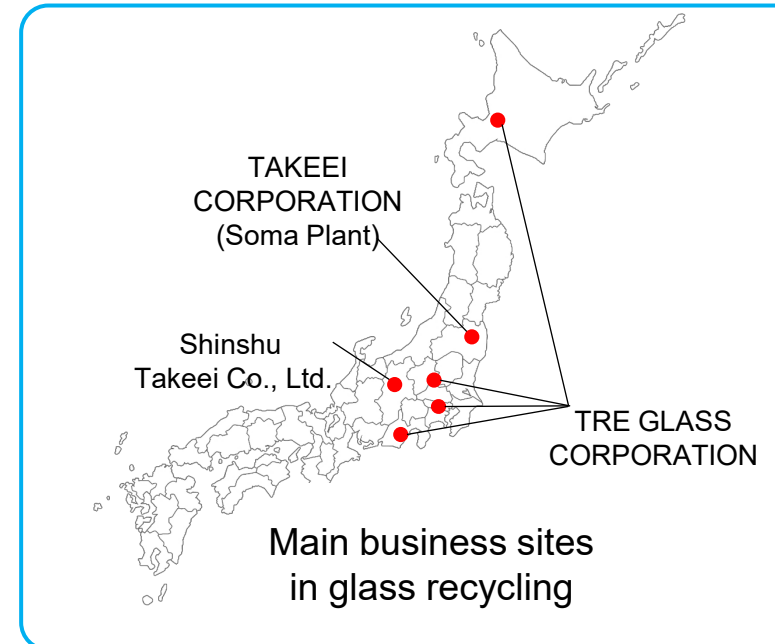 TAKEEI
CORPORATION
(Soma Plant)
Shinshu
Takeei Co., Ltd.
TRE GLASS
CORPORATION
Main business sites
in glass recycling